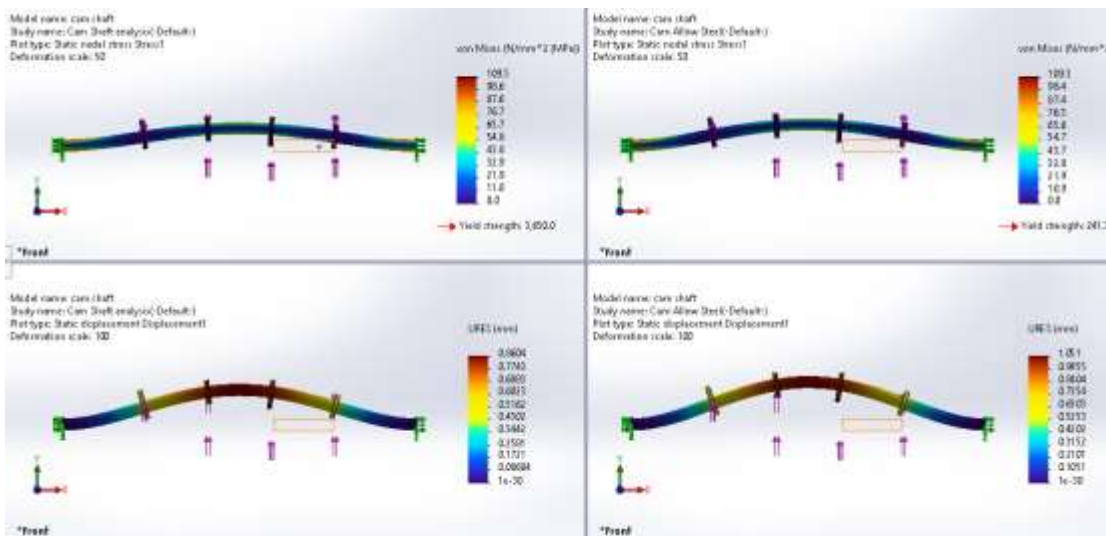 Model name: cam shaft
Study name: Cam Shaft analysis(-Default-)
Plot type: Static nodal stress Stress1
Deformation scale: 50
von Mises (N/mm^2 (MPa))
109.5
98.6
87.6
76.7
65.7
54.8
43.8
32.9
21.9
11.0
0.0
Yield strength:
*Front
Model name: cam shaft
Study name: Cam Allow Steel(-Default-)
Plot type: Static nodal stress Stress1
Deformation scale: 50
von Mises (N/mm^
109.3
98.4
87.4
76.5
65.6
54.7
43.7
32.8
21.9
10.9
0.0
Yield strength: 241.
*Front
Model name: cam shaft
Study name: Cam Shaft analysis(-Default-)
Plot type: Static displacement Displacement1
Deformation scale: 100
URES (mm)
0.8604
0.7743
0.6883
0.6023
0.5162
0.4302
0.3442
0.2581
0.1721
0.08604
1e-30
*Front
Model name: cam shaft
Study name: Cam Allow Steel(-Default-)
Plot type: Static displacement Displacement1
Deformation scale: 100
URES (mm)
1.051
0.9455
0.8404
0.7354
0.6303
0.5253
0.4202
0.3152
0.2101
0.1051
1e-30
*Front